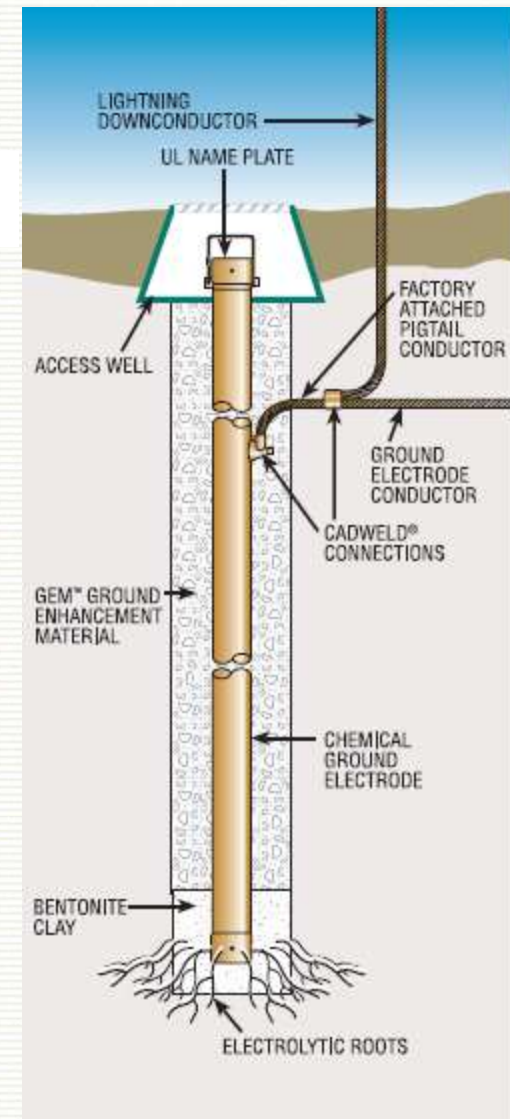 LIGHTNING
DOWNCONDUCTOR
UL NAME PLATE
FACTORY
ATTACHED
PIGTAIL
CONDUCTOR
ACCESS WELL
GROUND
ELECTRODE
CONDUCTOR
CADWELD®
CONNECTIONS
GEM™ GROUND
ENHANCEMENT
MATERIAL
CHEMICAL
GROUND
ELECTRODE
BENTONITE
CLAY
ELECTROLYTIC ROOTS